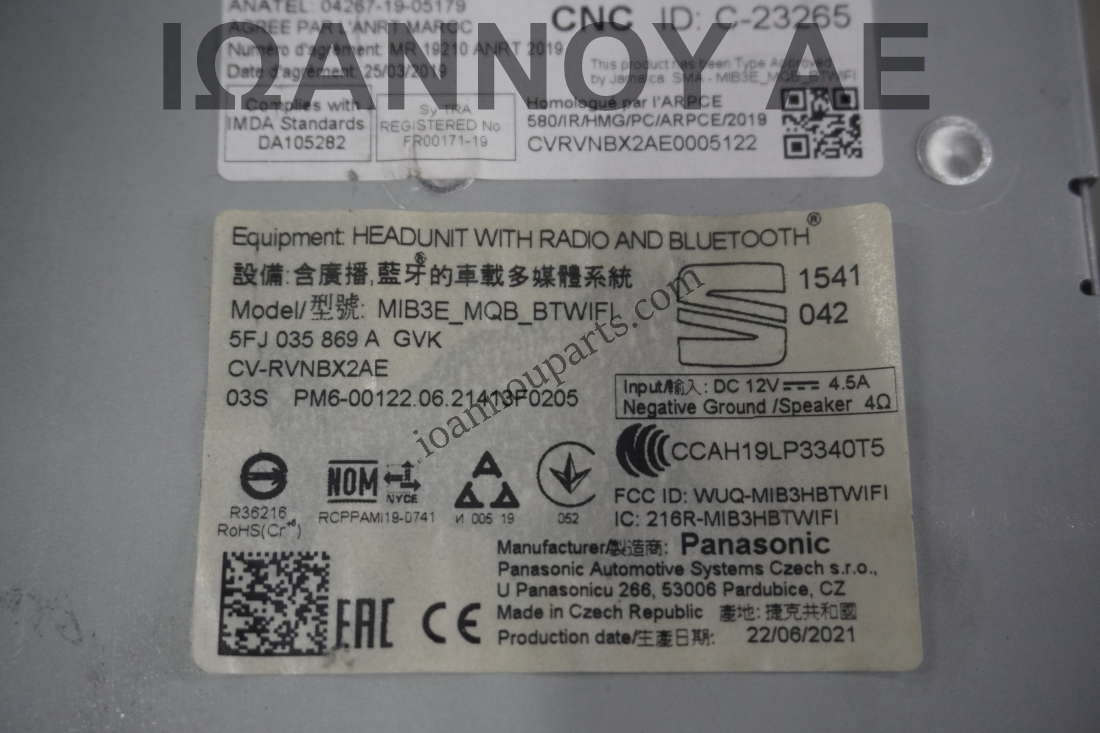 ANATEL: 04267-19-05179
AGREE PAR L'ANRT MAROC
Numéro d'agrément: MR 19210 ANRT 2019
Date d'agrément: 25/03/2019
CNC ID: C-23265
This product has been Type Approved
by Jamaica: SMA - MIB3E_MQB_BTWIFI
ΙΩΑΝΝΟΥ ΑΕ
Complies with
IMDA Standards
DA105282
Sy-TRA
REGISTERED No
FR00171-19
Homologué par l'ARPCE
580/IR/HMG/PC/ARPCE/2019
CVRVNBX2AE0005122
Equipment: HEADUNIT WITH RADIO AND BLUETOOTH®
設備:含廣播,藍牙®的車載多媒體系統
Model/型號: MIB3E_MQB_BTWIFI
5FJ 035 869 A GVK
CV-RVNBX2AE
03S PM6-00122.06.21413F0205
1541
042
Input/輸入: DC 12V 4.5A
Negative Ground /Speaker 4Ω
CCAH19LP3340T5
FCC ID: WUQ-MIB3HBTWIFI
IC: 216R-MIB3HBTWIFI
R36216
RoHS(Cr+6)
NOM
NYCE
RCPPAMI19-0741
И 005 19
052
Manufacturer/製造商: Panasonic
Panasonic Automotive Systems Czech s.r.o.,
U Panasonicu 266, 53006 Pardubice, CZ
Made in Czech Republic 產地: 捷克共和國
Production date/生產日期: 22/06/2021
EAC CE
ioannouparts.com